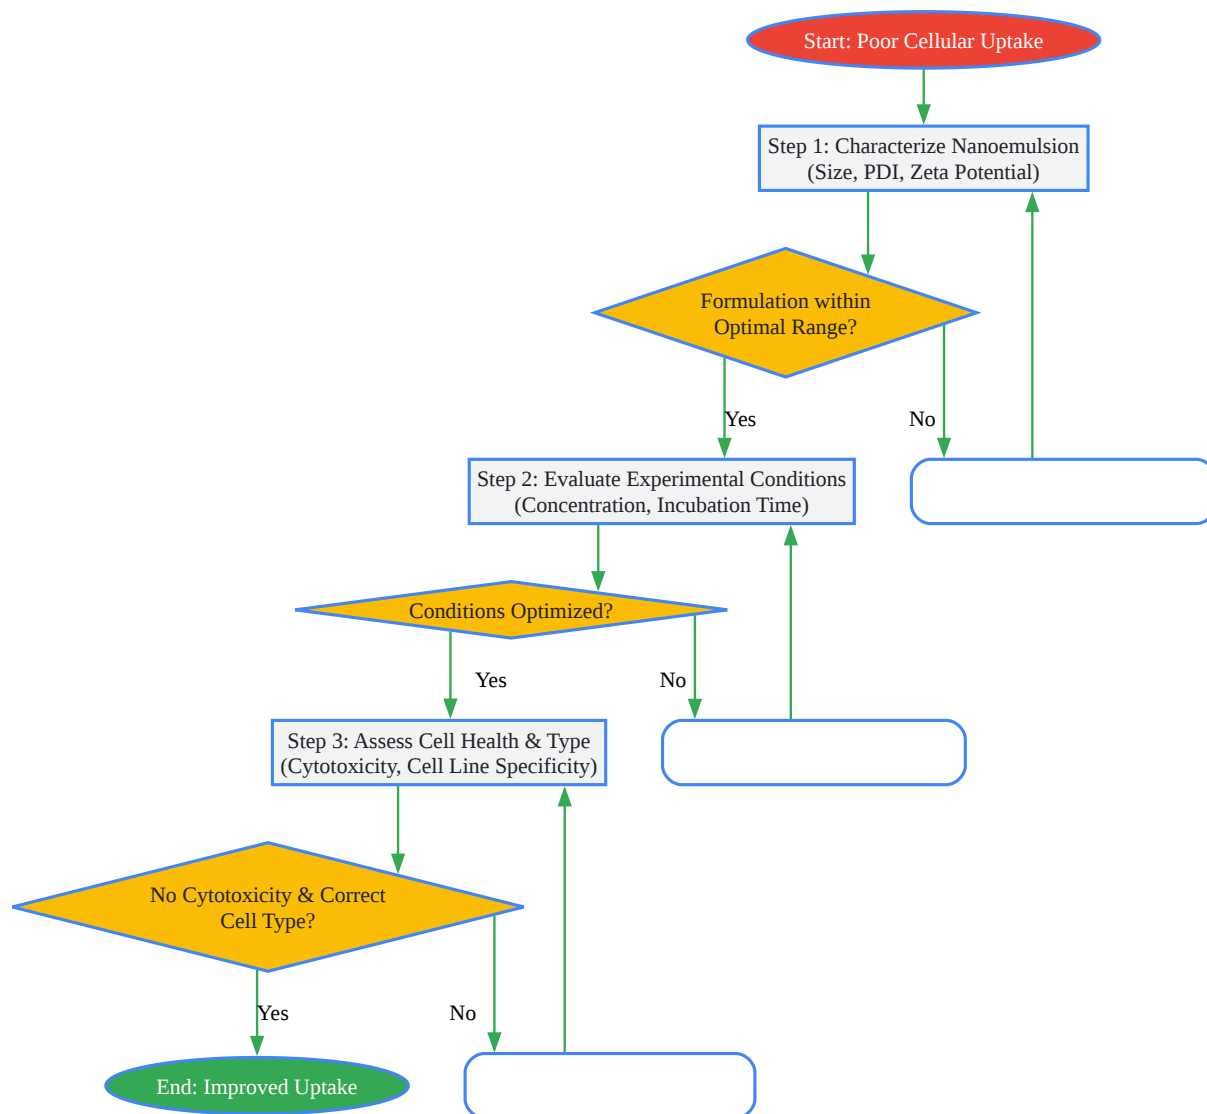 Start: Poor Cellular Uptake
Step 1: Characterize Nanoemulsion
(Size, PDI, Zeta Potential)
Formulation within
Optimal Range?
Yes
No
Step 2: Evaluate Experimental Conditions
(Concentration, Incubation Time)
Conditions Optimized?
Yes
No
Step 3: Assess Cell Health & Type
(Cytotoxicity, Cell Line Specificity)
No Cytotoxicity & Correct
Cell Type?
Yes
No
End: Improved Uptake